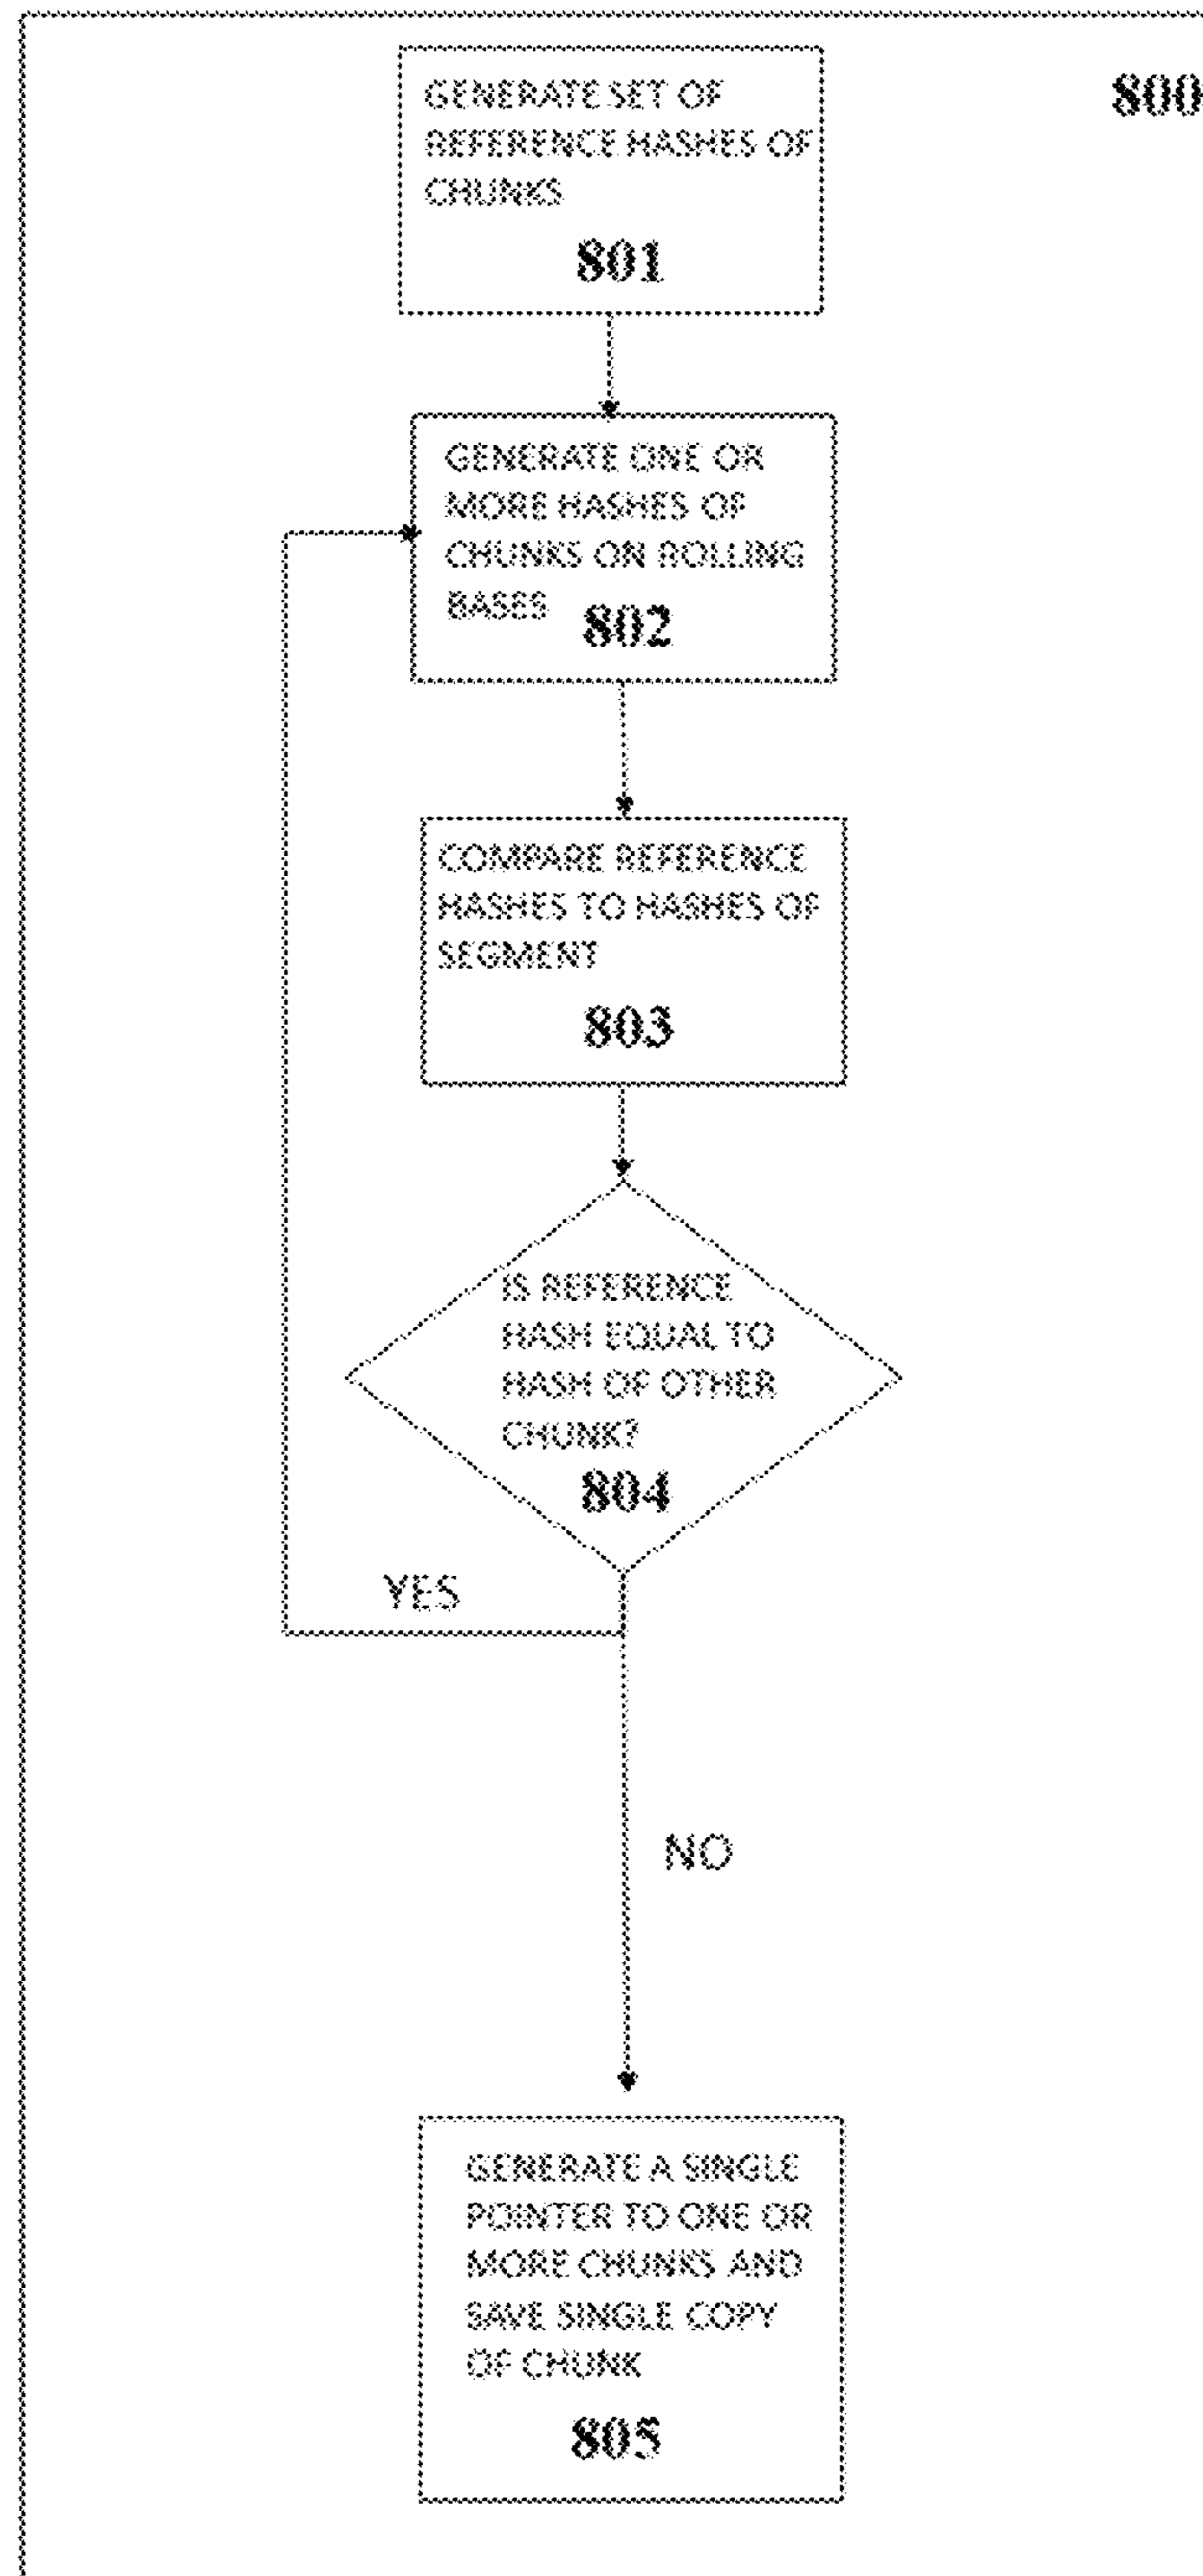 800
GENERATE SET OF
REFERENCE HASHES OF
CHUNKS
801
GENERATE ONE OR
MORE HASHES OF
CHUNKS ON ROLLING
BASES 802
COMPARE REFERENCE
HASHES TO HASHES OF
SEGMENT
803
IS REFERENCE
HASH EQUAL TO
HASH OF OTHER
CHUNK?
804
YES
NO
GENERATE A SINGLE
POINTER TO ONE OR
MORE CHUNKS AND
SAVE SINGLE COPY
OF CHUNK
805